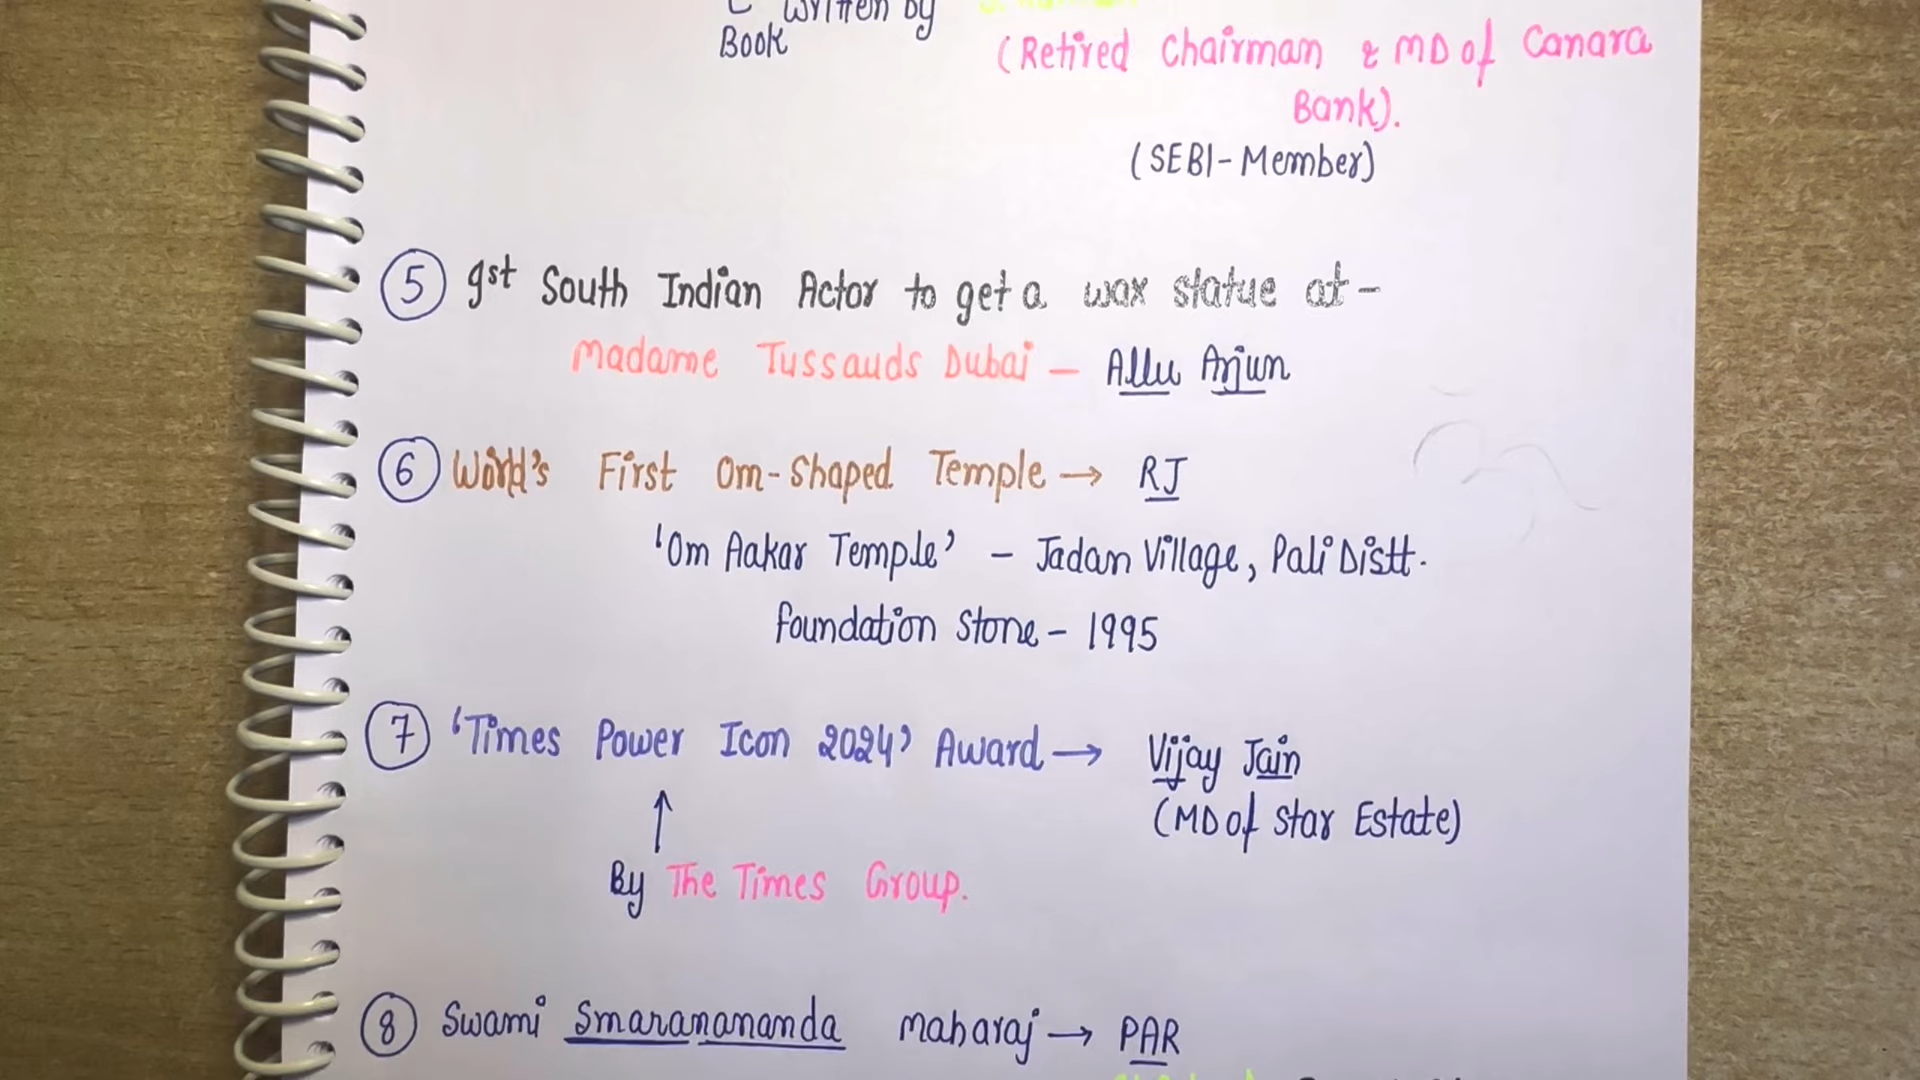 written by
Book
(Retired Chairman & MD of Canara
Bank).
(SEBI-Member)
5 9st South Indian Actor to get a wax statue at -
Madame Tussauds Dubai - Allu Arjun
6 World's First Om-Shaped Temple → RJ
'Om Aakar Temple' - Jadan Village, Pali Distt.
Foundation Stone - 1995
7 'Times Power Icon 2024' Award → Vijay Jain
(MD of Star Estate)
↑
By The Times Group.
8 Swami Smaranananda Maharaj → PAR